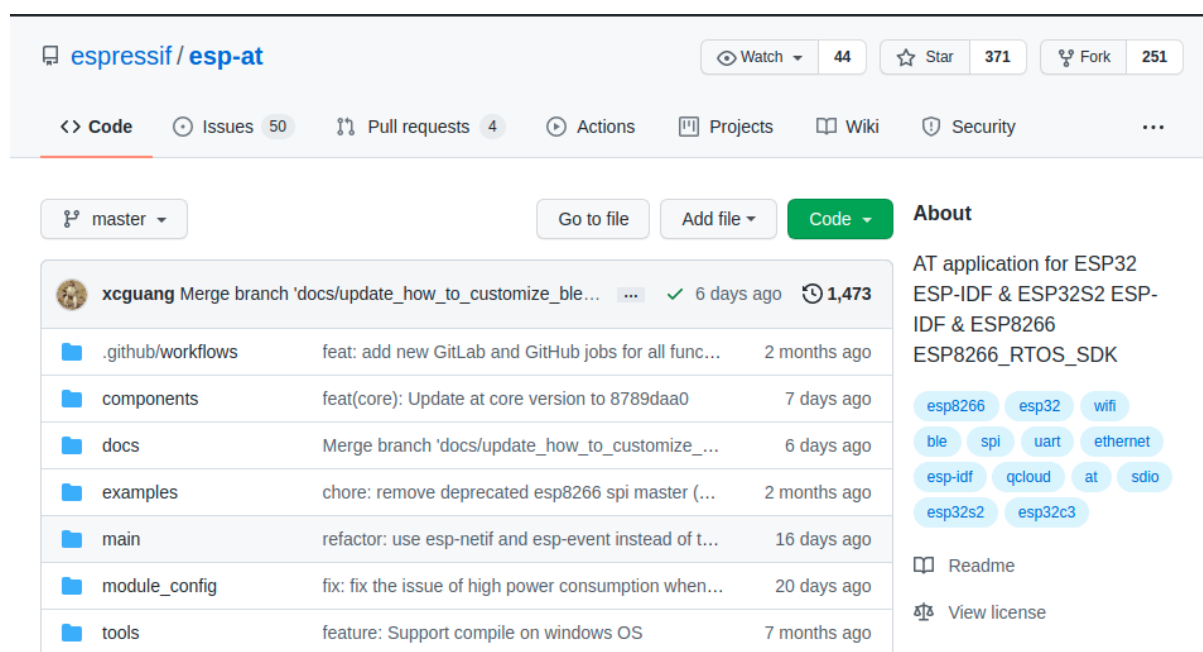 espressif / esp-at
Watch 44 Star 371 Fork 251
Code Issues 50 Pull requests 4 Actions Projects Wiki Security ...
master Go to file Add file Code
xcguang Merge branch 'docs/update_how_to_customize_ble… ... 6 days ago 1,473
.github/workflows feat: add new GitLab and GitHub jobs for all func… 2 months ago
components feat(core): Update at core version to 8789daa0 7 days ago
docs Merge branch 'docs/update_how_to_customize_… 6 days ago
examples chore: remove deprecated esp8266 spi master (… 2 months ago
main refactor: use esp-netif and esp-event instead of t… 16 days ago
module_config fix: fix the issue of high power consumption when… 20 days ago
tools feature: Support compile on windows OS 7 months ago
About
AT application for ESP32
ESP-IDF & ESP32S2 ESP-
IDF & ESP8266
ESP8266_RTOS_SDK
esp8266 esp32 wifi
ble spi uart ethernet
esp-idf qcloud at sdio
esp32s2 esp32c3
Readme
View license